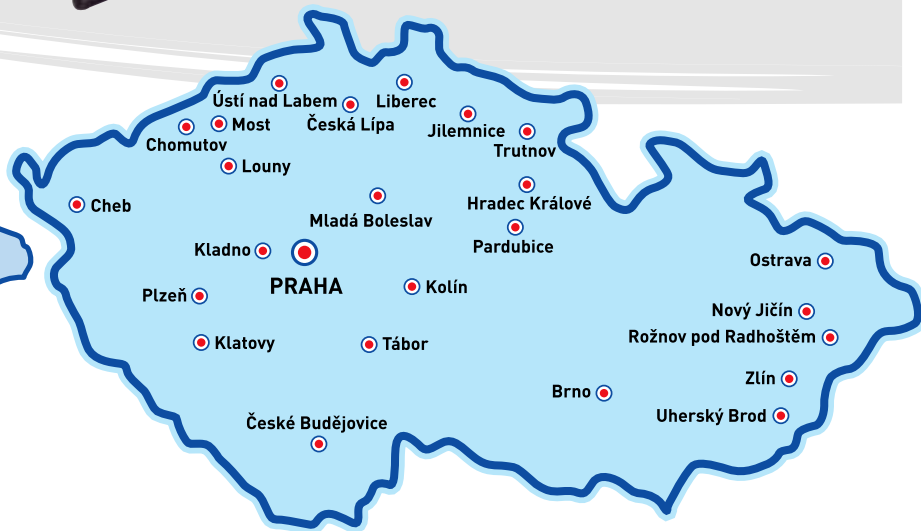 Ústí nad Labem
Liberec
Česká Lípa
Most
Jilemnice
Chomutov
Trutnov
Louny
Cheb
Hradec Králové
Mladá Boleslav
Pardubice
Kladno
Ostrava
PRAHA
Kolín
Plzeň
Nový Jičín
Rožnov pod Radhoštěm
Klatovy
Tábor
Zlín
Brno
Uherský Brod
České Budějovice